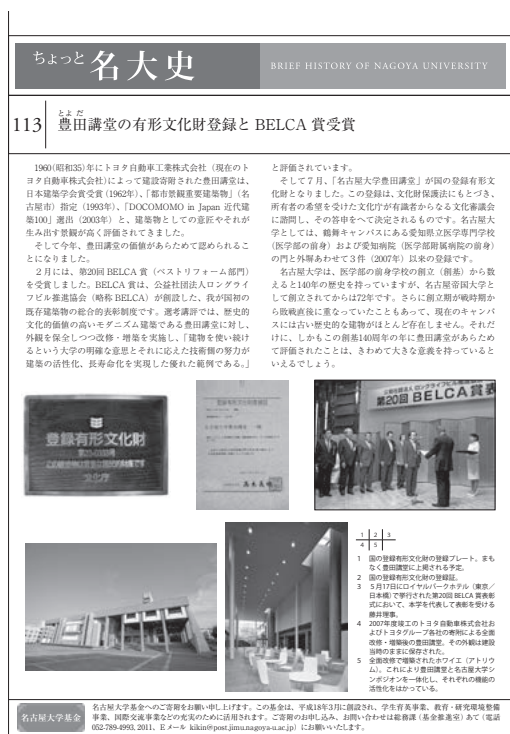 ちょっと 名大史
BRIEF HISTORY OF NAGOYA UNIVERSITY
とよだ
113 豊田講堂の有形文化財登録と BELCA 賞受賞
1960(昭和35)年にトヨタ自動車工業株式会社（現在のト
ヨタ自動車株式会社)によって建設寄附された豊田講堂は、
日本建築学会賞受賞(1962年)、「都市景観重要建築物」(名
古屋市）指定（1993年)、「DOCOMOMO in Japan 近代建
築100」選出（2003年）と、建築物としての意匠やそれが
生み出す景観が高く評価されてきました。
そして今年、豊田講堂の価値があらためて認められるこ
とになりました。
２月には、第20回 BELCA 賞（ベストリフォーム部門）
を受賞しました。BELCA 賞は、公益社団法人ロングライ
フビル推進協会（略称 BELCA）が創設した、我が国初の
既存建築物の総合的表彰制度です。選考講評では、歴史的
文化的価値の高いモダニズム建築である豊田講堂に対し、
外観を保全しつつ改修・増築を実施し、「建物を使い続け
るという大学の明確な意思とそれに応えた技術側の努力が
建築の活性化、長寿命化を実現した優れた範例である。」
と評価されています。
そして７月、「名古屋大学豊田講堂」が国の登録有形文
化財となりました。この登録は、文化財保護法にもとづき、
所有者の希望を受けた文化庁が有識者からなる文化審議会
に諮問し、その答申をへて決定されるものです。名古屋大
学としては、鶴舞キャンパスにある愛知県立医学専門学校
(医学部の前身）および愛知病院（医学部附属病院の前身）
の門と外塀あわせて３件（2007年）以来の登録です。
名古屋大学は、医学部の前身学校の創立（創基）から数
えると140年の歴史を持っていますが、名古屋帝国大学と
して創立されてからは72年です。さらに創立期が戦時期か
ら敗戦直後に重なっていたこともあって、現在のキャンパ
スには古い歴史的な建物がほとんど存在しません。それだ
けに、しかもこの創基140周年の年に豊田講堂があらため
て評価されたことは、きわめて大きな意義を持っていると
いえるでしょう。
登録有形文化財
この建造物は貴重な国民的財産です
文化庁
第20回 BELCA賞表
1 2 3
4 5
1 国の登録有形文化財の登録プレート。まも
なく豊田講堂に上掲される予定。
2 国の登録有形文化財の登録証。
3 ５月17日にロイヤルパークホテル（東京／
日本橋）で挙行された第20回 BELCA 賞表彰
式において、本学を代表して表彰を受ける
藤井理事。
4 2007年度竣工のトヨタ自動車株式会社お
よびトヨタグループ各社の寄附による全面
改修・増築後の豊田講堂。その外観は建設
当時のままに保存された。
5 全面改修で増築されたホワイエ（アトリウ
ム）。これにより豊田講堂と名古屋大学シ
ンポジオンを一体化し、それぞれの機能の
活性化をはかっている。
名古屋大学基金
名古屋大学基金へのご寄附をお願い申し上げます。この基金は、平成18年3月に創設され、学生育英事業、教育・研究環境整備
事業、国際交流事業などの充実のために活用されます。ご寄附のお申し込み、お問い合わせは総務課（基金推進室）あて（電話
052-789-4993, 2011、Ｅメール kikin@post.jimu.nagoya-u.ac.jp）にお願いいたします。